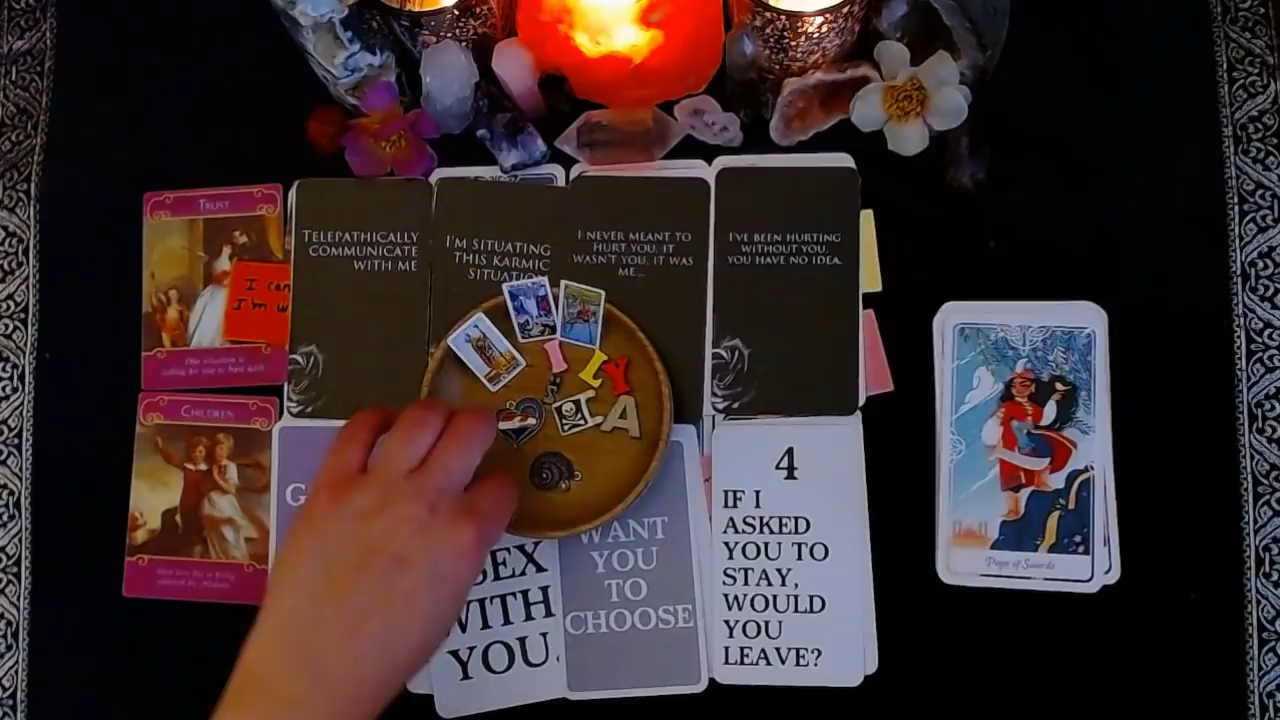 TRUST
I can
I'm w
This situation is
calling for you to have faith.
TELEPATHICALLY
COMMUNICATE
WITH ME
I'M SITUATING
THIS KARMIC
SITUATION
I NEVER MEANT TO
HURT YOU, IT
WASN'T YOU, IT WAS
ME...
I'VE BEEN HURTING
WITHOUT YOU,
YOU HAVE NO IDEA.
CHILDREN
I
L
Y
A
G
SEX
WITH
YOU.
WANT
YOU
TO
CHOOSE
4
IF I
ASKED
YOU TO
STAY,
WOULD
YOU
LEAVE?
Page of Swords